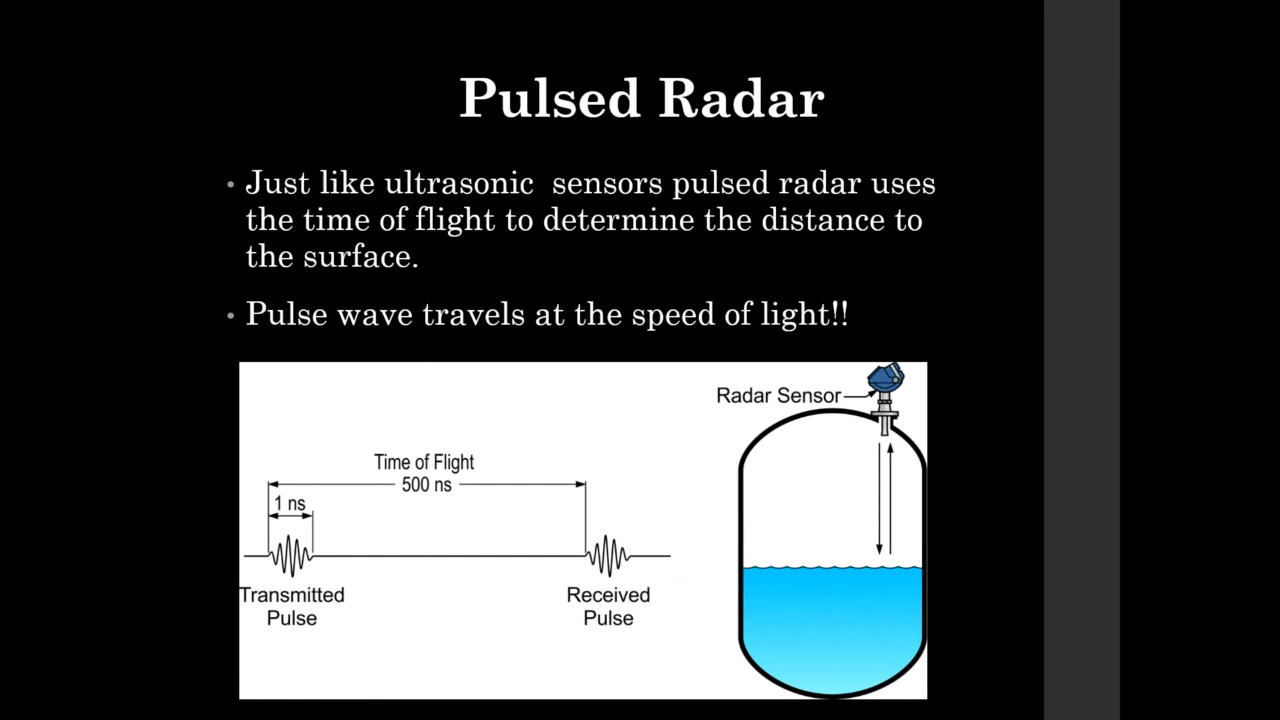 Pulsed Radar
• Just like ultrasonic  sensors pulsed radar uses
the time of flight to determine the distance to
the surface.
• Pulse wave travels at the speed of light!!
Radar Sensor
Time of Flight
500 ns
1 ns
Transmitted
Pulse
Received
Pulse